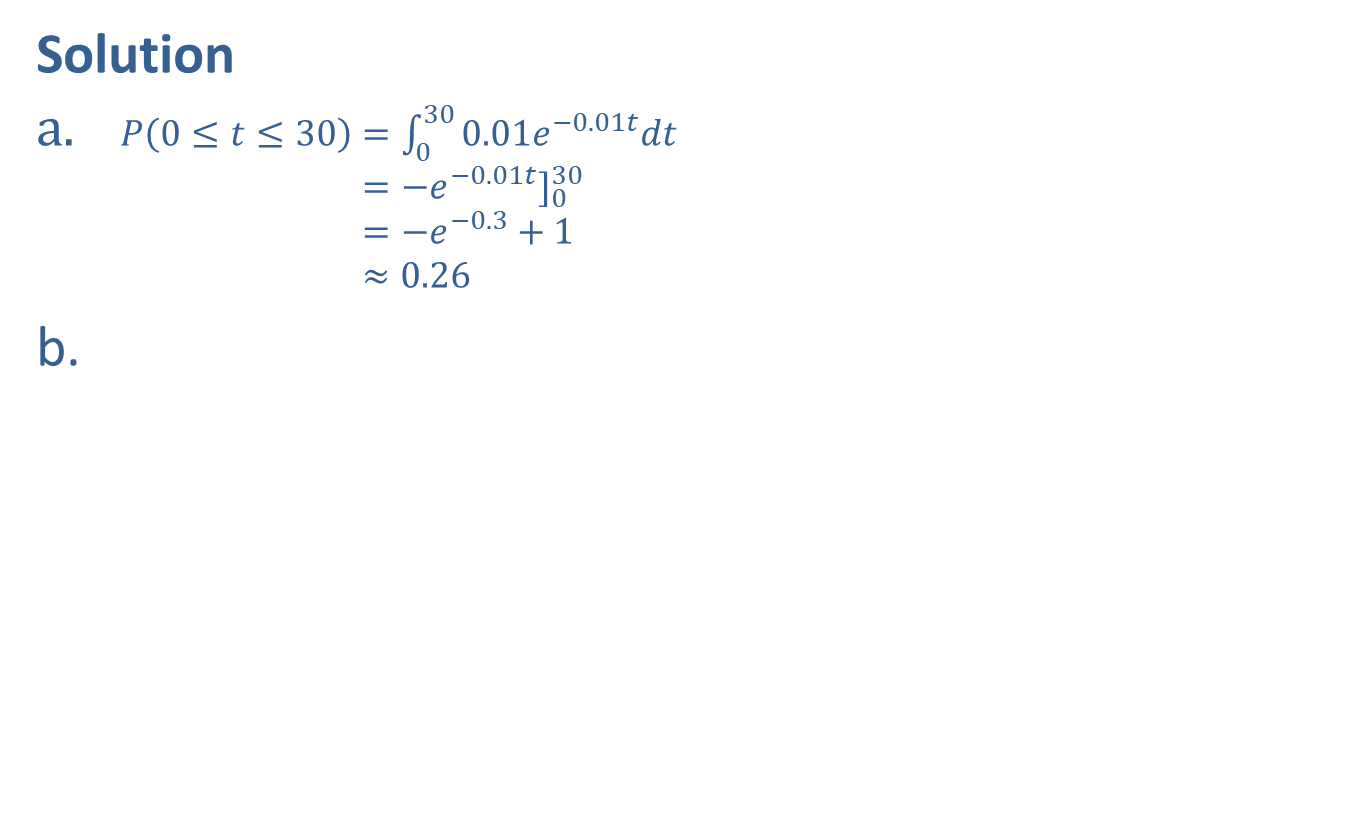 Solution
a. P(0 ≤ t ≤ 30) = ∫₀³⁰ 0.01e^{−0.01t}dt
= −e^{−0.01t}]₀³⁰
= −e^{−0.3} + 1
≈ 0.26
b.